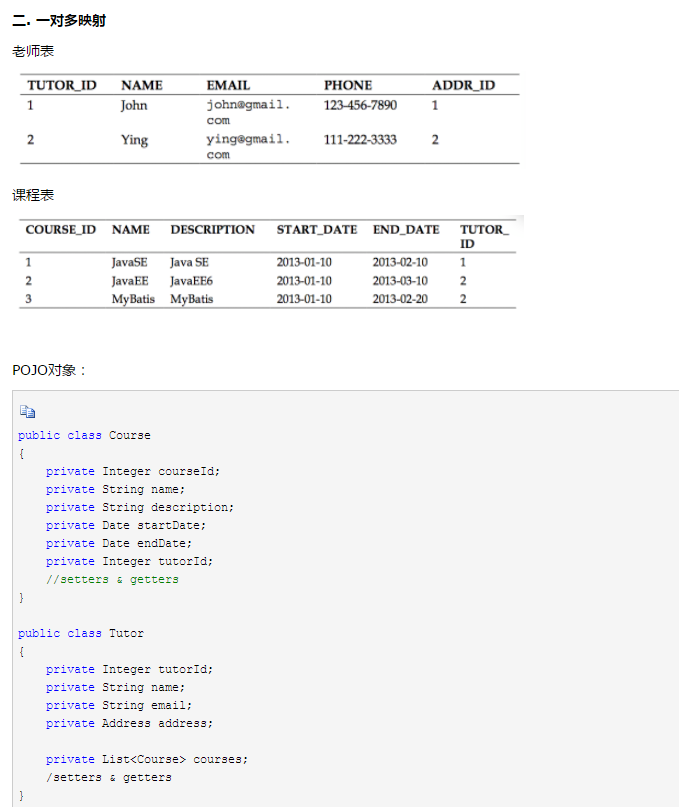 二. 一对多映射
老师表
TUTOR_ID NAME EMAIL PHONE ADDR_ID
1 John john@gmail. 123-456-7890 1
com
2 Ying ying@gmail. 111-222-3333 2
com
课程表
COURSE_ID NAME DESCRIPTION START_DATE END_DATE TUTOR_
ID
1 JavaSE Java SE 2013-01-10 2013-02-10 1
2 JavaEE JavaEE6 2013-01-10 2013-03-10 2
3 MyBatis MyBatis 2013-01-10 2013-02-20 2
POJO对象：
public class Course
{
    private Integer courseId;
    private String name;
    private String description;
    private Date startDate;
    private Date endDate;
    private Integer tutorId;
    //setters & getters
}
public class Tutor
{
    private Integer tutorId;
    private String name;
    private String email;
    private Address address;
    private List<Course> courses;
    /setters & getters
}